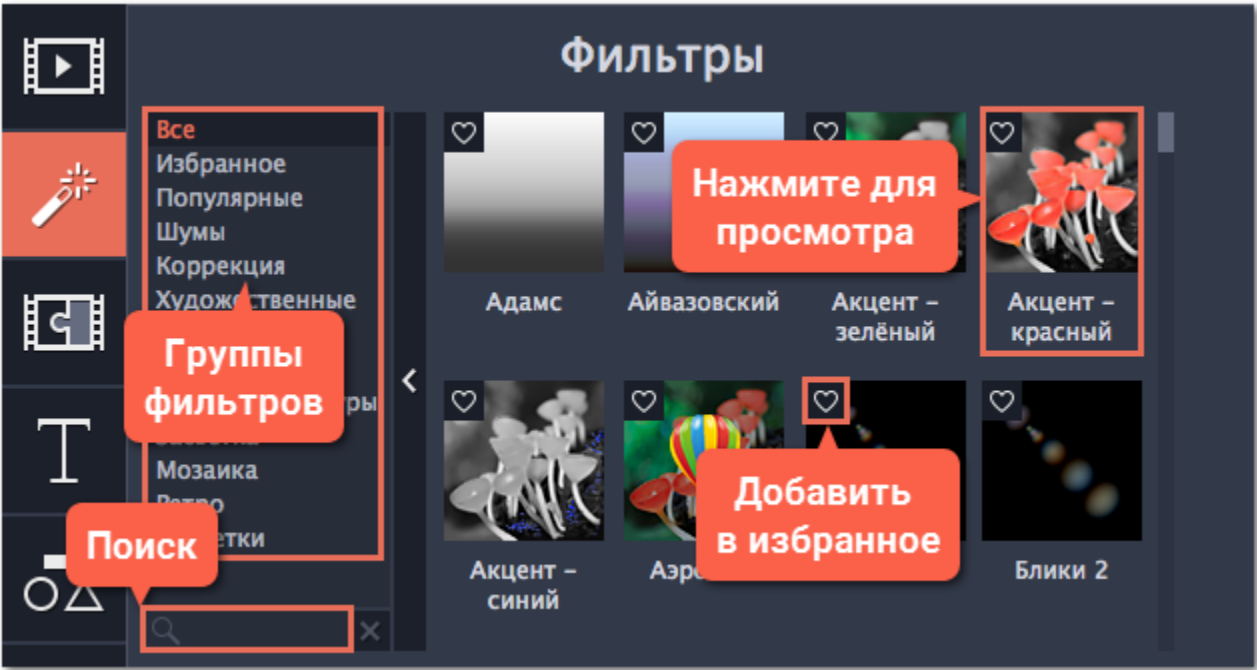 Фильтры
Все
Избранное
Популярные
Шумы
Коррекция
Художественные
Группы
фильтров
Мозаика
Поиск
Адамс
Айвазовский
Акцент –
зелёный
Акцент –
красный
Нажмите для
просмотра
Акцент –
синий
Добавить
в избранное
Блики 2